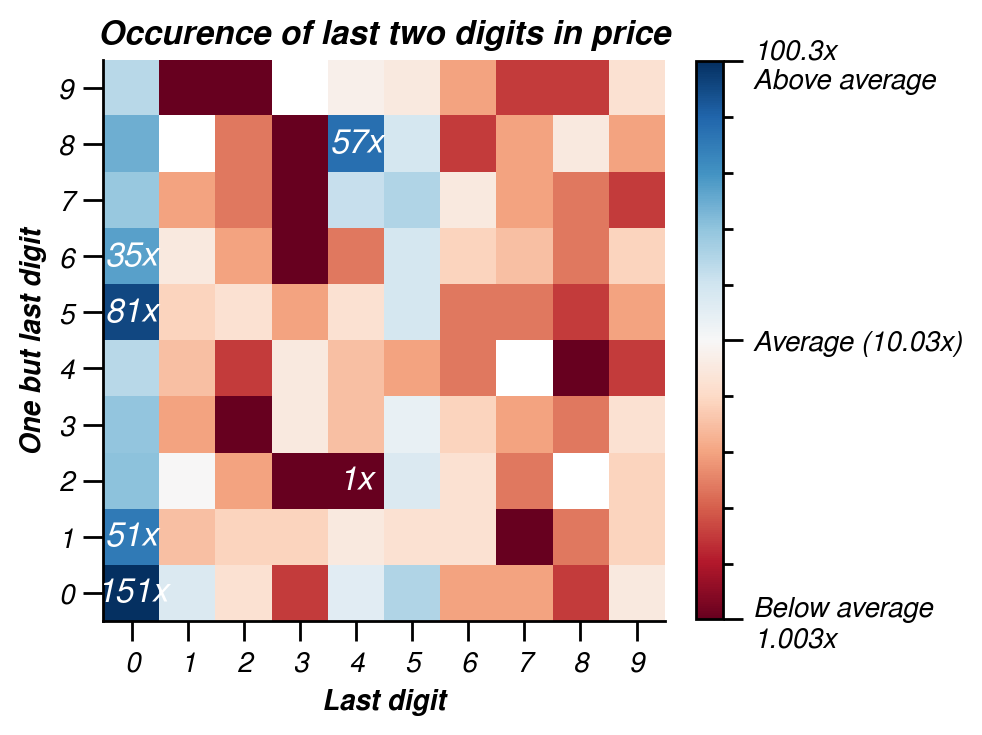 Occurence of last two digits in price
100.3x
Above average
9
8
57x
7
6
35x
5
81x
4
Average (10.03x)
3
2
1x
1
51x
0
151x
Below average
1.003x
0 1 2 3 4 5 6 7 8 9
Last digit
One but last digit